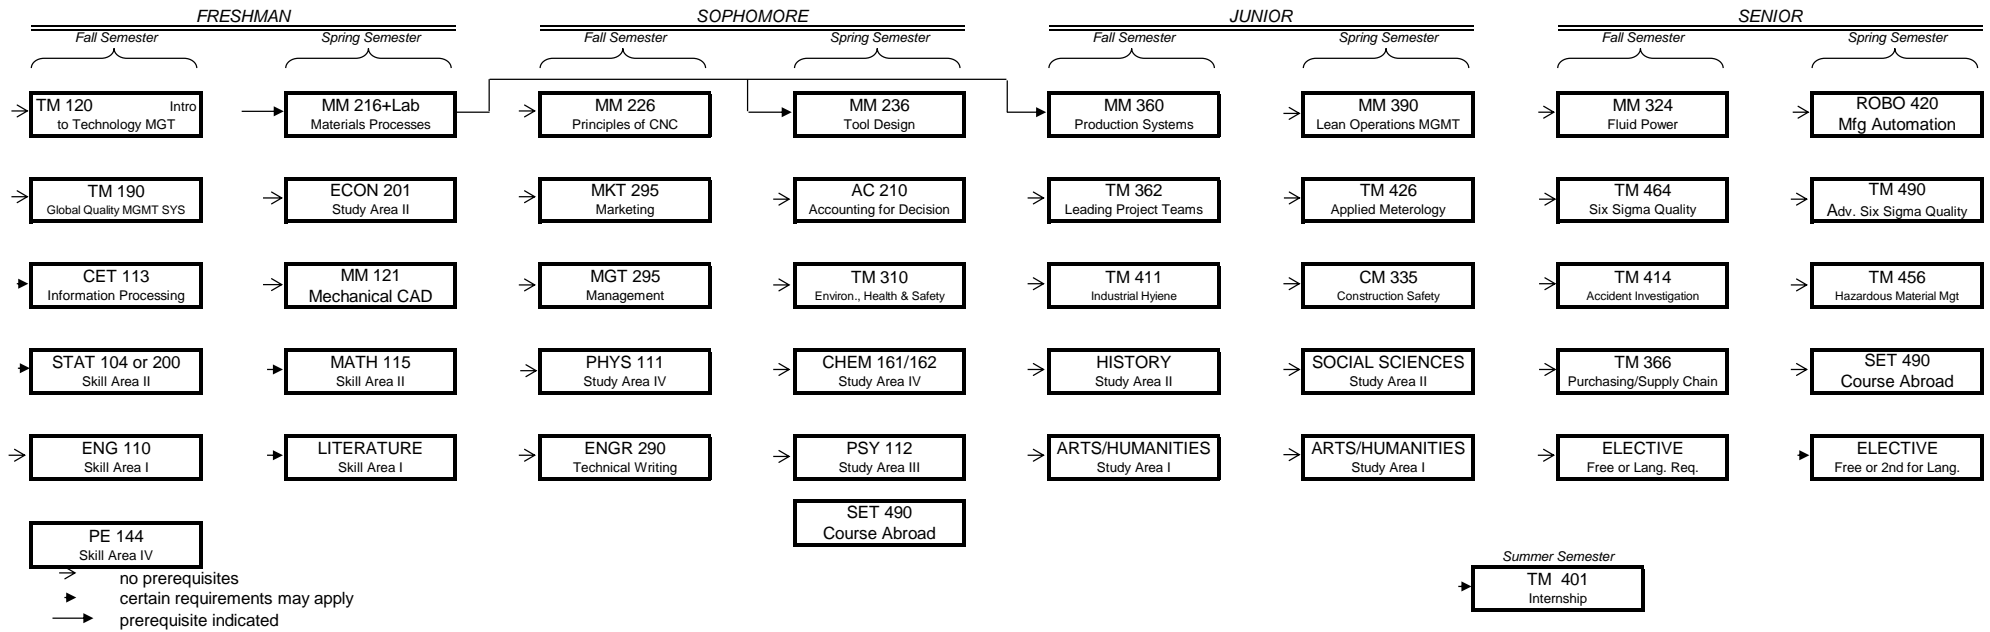 FRESHMAN
SOPHOMORE
JUNIOR
SENIOR
Fall Semester
Spring Semester
Fall Semester
Spring Semester
Fall Semester
Spring Semester
Fall Semester
Spring Semester
TM 120 Intro
to Technology MGT
MM 216+Lab
Materials Processes
MM 226
Principles of CNC
MM 236
Tool Design
MM 360
Production Systems
MM 390
Lean Operations MGMT
MM 324
Fluid Power
ROBO 420
Mfg Automation
TM 190
Global Quality MGMT SYS
ECON 201
Study Area II
MKT 295
Marketing
AC 210
Accounting for Decision
TM 362
Leading Project Teams
TM 426
Applied Meterology
TM 464
Six Sigma Quality
TM 490
Adv. Six Sigma Quality
CET 113
Information Processing
MM 121
Mechanical CAD
MGT 295
Management
TM 310
Environ., Health & Safety
TM 411
Industrial Hyiene
CM 335
Construction Safety
TM 414
Accident Investigation
TM 456
Hazardous Material Mgt
STAT 104 or 200
Skill Area II
MATH 115
Skill Area II
PHYS 111
Study Area IV
CHEM 161/162
Study Area IV
HISTORY
Study Area II
SOCIAL SCIENCES
Study Area II
TM 366
Purchasing/Supply Chain
SET 490
Course Abroad
ENG 110
Skill Area I
LITERATURE
Skill Area I
ENGR 290
Technical Writing
PSY 112
Study Area III
ARTS/HUMANITIES
Study Area I
ARTS/HUMANITIES
Study Area I
ELECTIVE
Free or Lang. Req.
ELECTIVE
Free or 2nd for Lang.
PE 144
Skill Area IV
SET 490
Course Abroad
Summer Semester
TM 401
Internship
no prerequisites
certain requirements may apply
prerequisite indicated